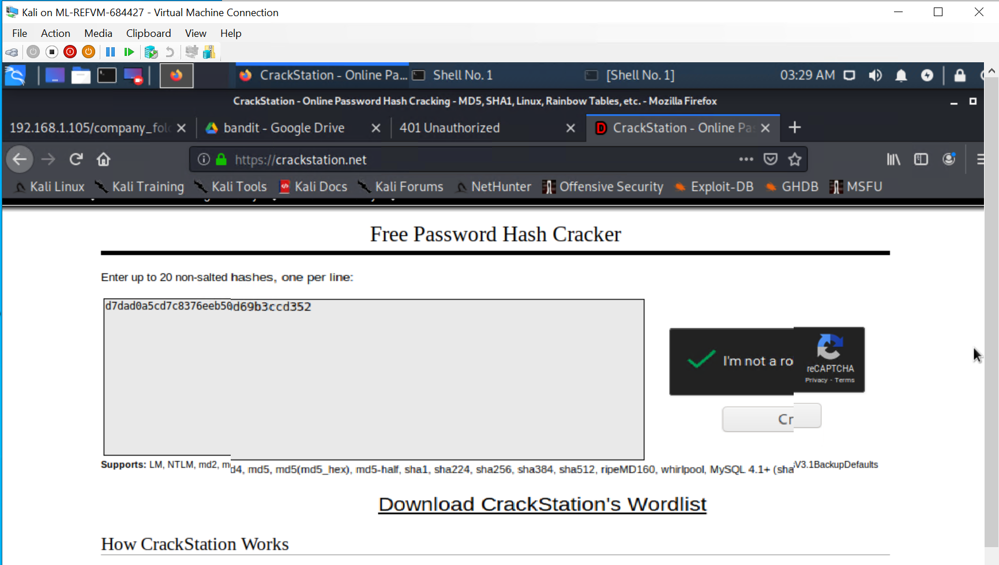 Kali on ML-REFVM-684427 - Virtual Machine Connection
File Action Media Clipboard View Help
CrackStation - Online Pa... Shell No. 1 [Shell No. 1] 03:29 AM
CrackStation - Online Password Hash Cracking - MD5, SHA1, Linux, Rainbow Tables, etc. - Mozilla Firefox
192.168.1.105/company_fol bandit - Google Drive 401 Unauthorized CrackStation - Online Pas
https://crackstation.net
Kali Linux Kali Training Kali Tools Kali Docs Kali Forums NetHunter Offensive Security Exploit-DB GHDB MSFU
Free Password Hash Cracker
Enter up to 20 non-salted hashes, one per line:
d7dad0a5cd7c8376eeb50d69b3ccd352
I'm not a ro
reCAPTCHA
Privacy - Terms
Cr
Supports: LM, NTLM, md2, md4, md5, md5(md5_hex), md5-half, sha1, sha224, sha256, sha384, sha512, ripeMD160, whirlpool, MySQL 4.1+ (sha V3.1BackupDefaults
Download CrackStation's Wordlist
How CrackStation Works